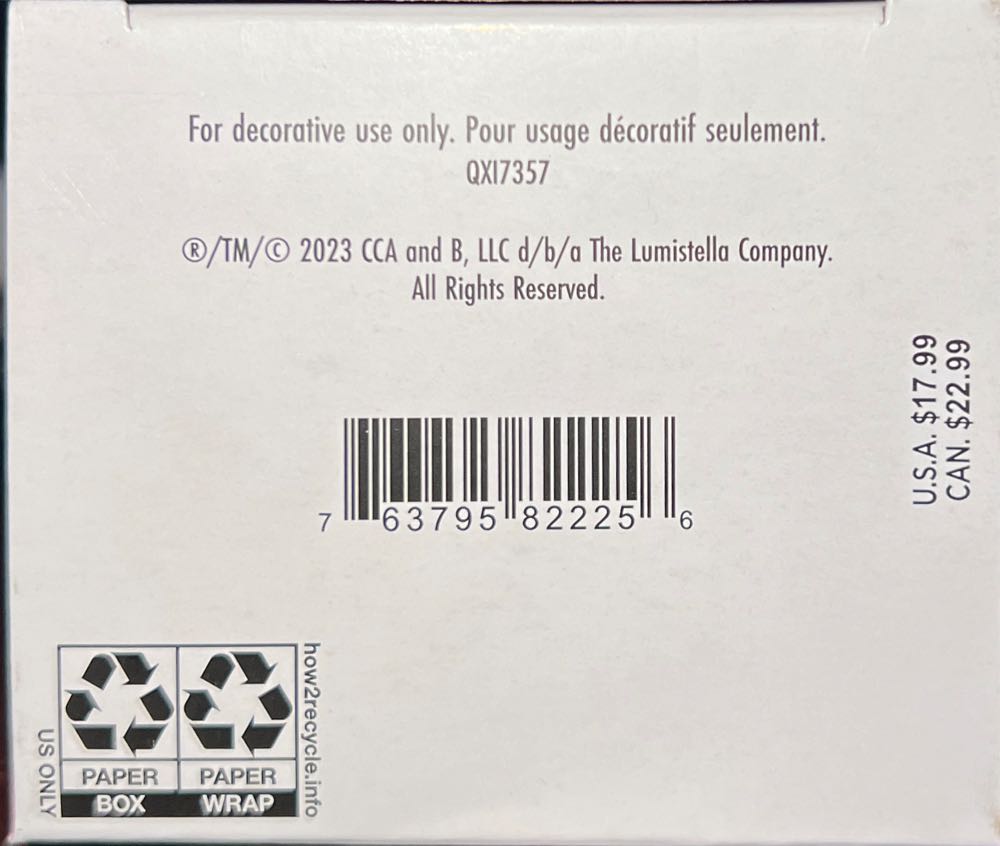 For decorative use only. Pour usage décoratif seulement.
QXI7357
®/TM/© 2023 CCA and B, LLC d/b/a The Lumistella Company.
All Rights Reserved.
U.S.A. $17.99
CAN. $22.99
7 63795 82225 6
US ONLY
PAPER
BOX
PAPER
WRAP
how2recycle.info